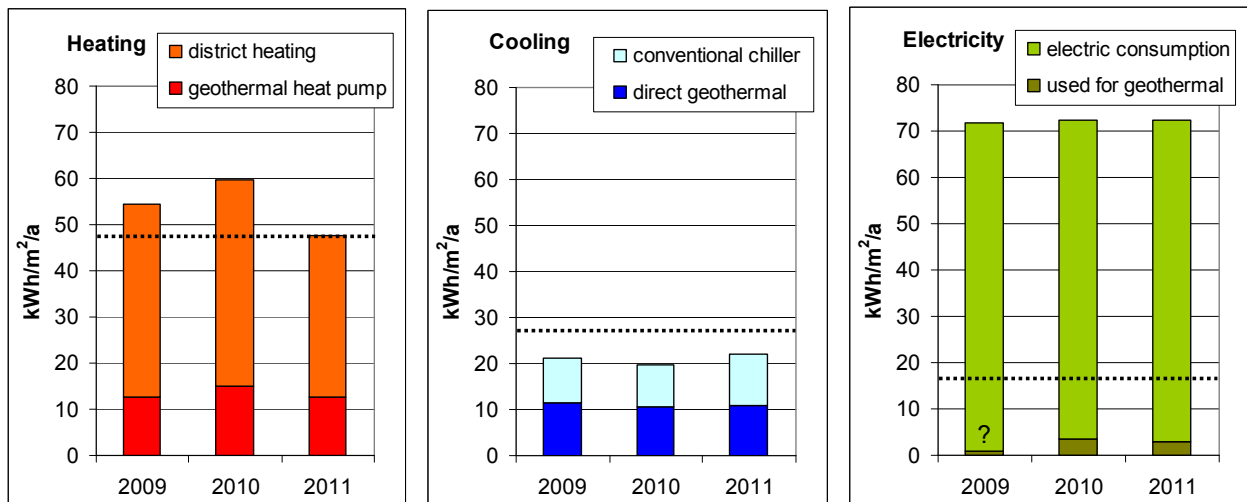 Heating
district heating
geothermal heat pump
80
70
60
50
40
30
20
10
0
kWh/m²/a
2009 2010 2011
Cooling
conventional chiller
direct geothermal
80
70
60
50
40
30
20
10
0
kWh/m²/a
2009 2010 2011
Electricity
electric consumption
used for geothermal
80
70
60
50
40
30
20
10
0
kWh/m²/a
?
2009 2010 2011